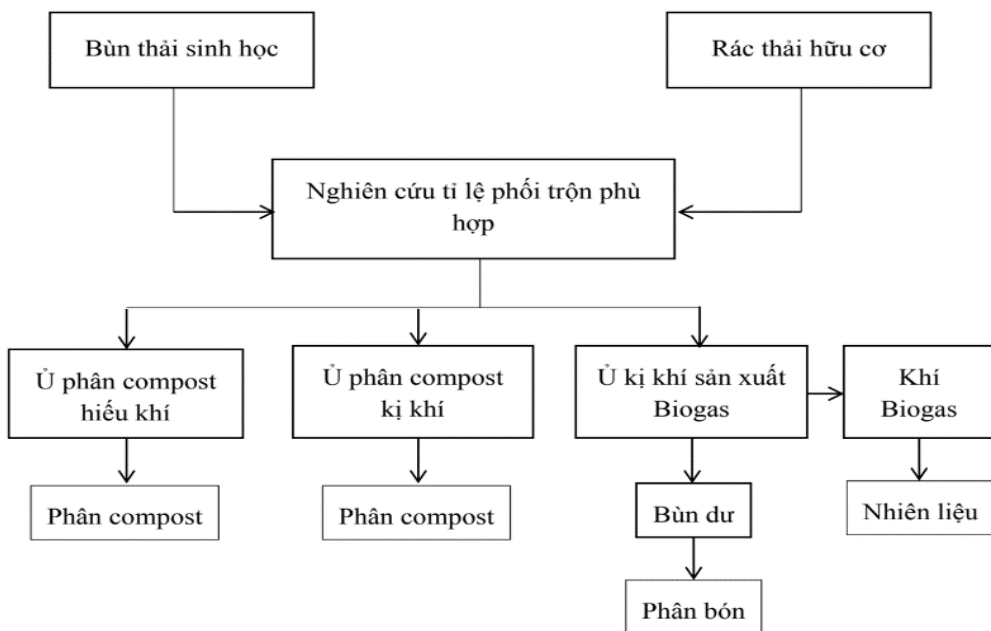 Bùn thải sinh học
Rác thải hữu cơ
Nghiên cứu tỉ lệ phối trộn phù
hợp
Ủ phân compost
hiếu khí
Ủ phân compost
kị khí
Ủ kị khí sản xuất
Biogas
Khí
Biogas
Phân compost
Phân compost
Bùn dư
Nhiên liệu
Phân bón